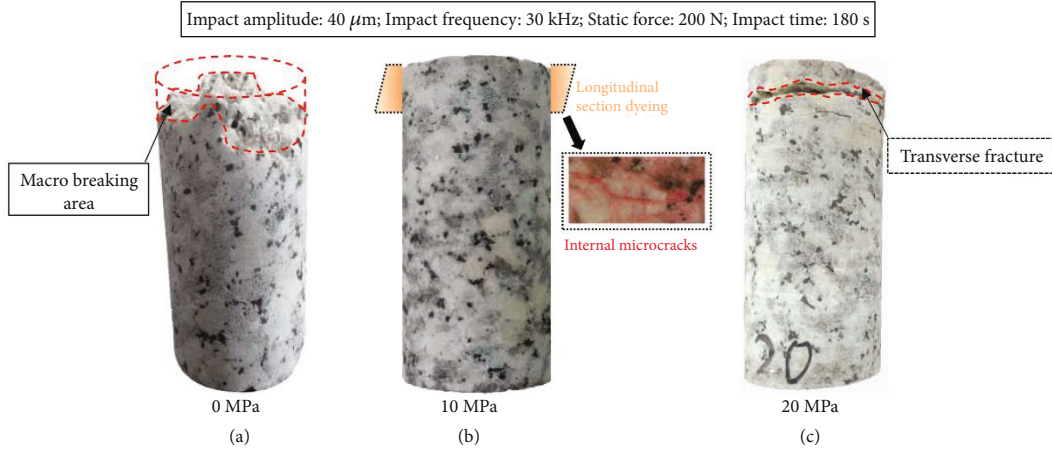 Impact amplitude: 40 μm; Impact frequency: 30 kHz; Static force: 200 N; Impact time: 180 s
Macro breaking
area
Longitudinal
section dyeing
Internal microcracks
Transverse fracture
20
0 MPa
10 MPa
20 MPa
(a)
(b)
(c)